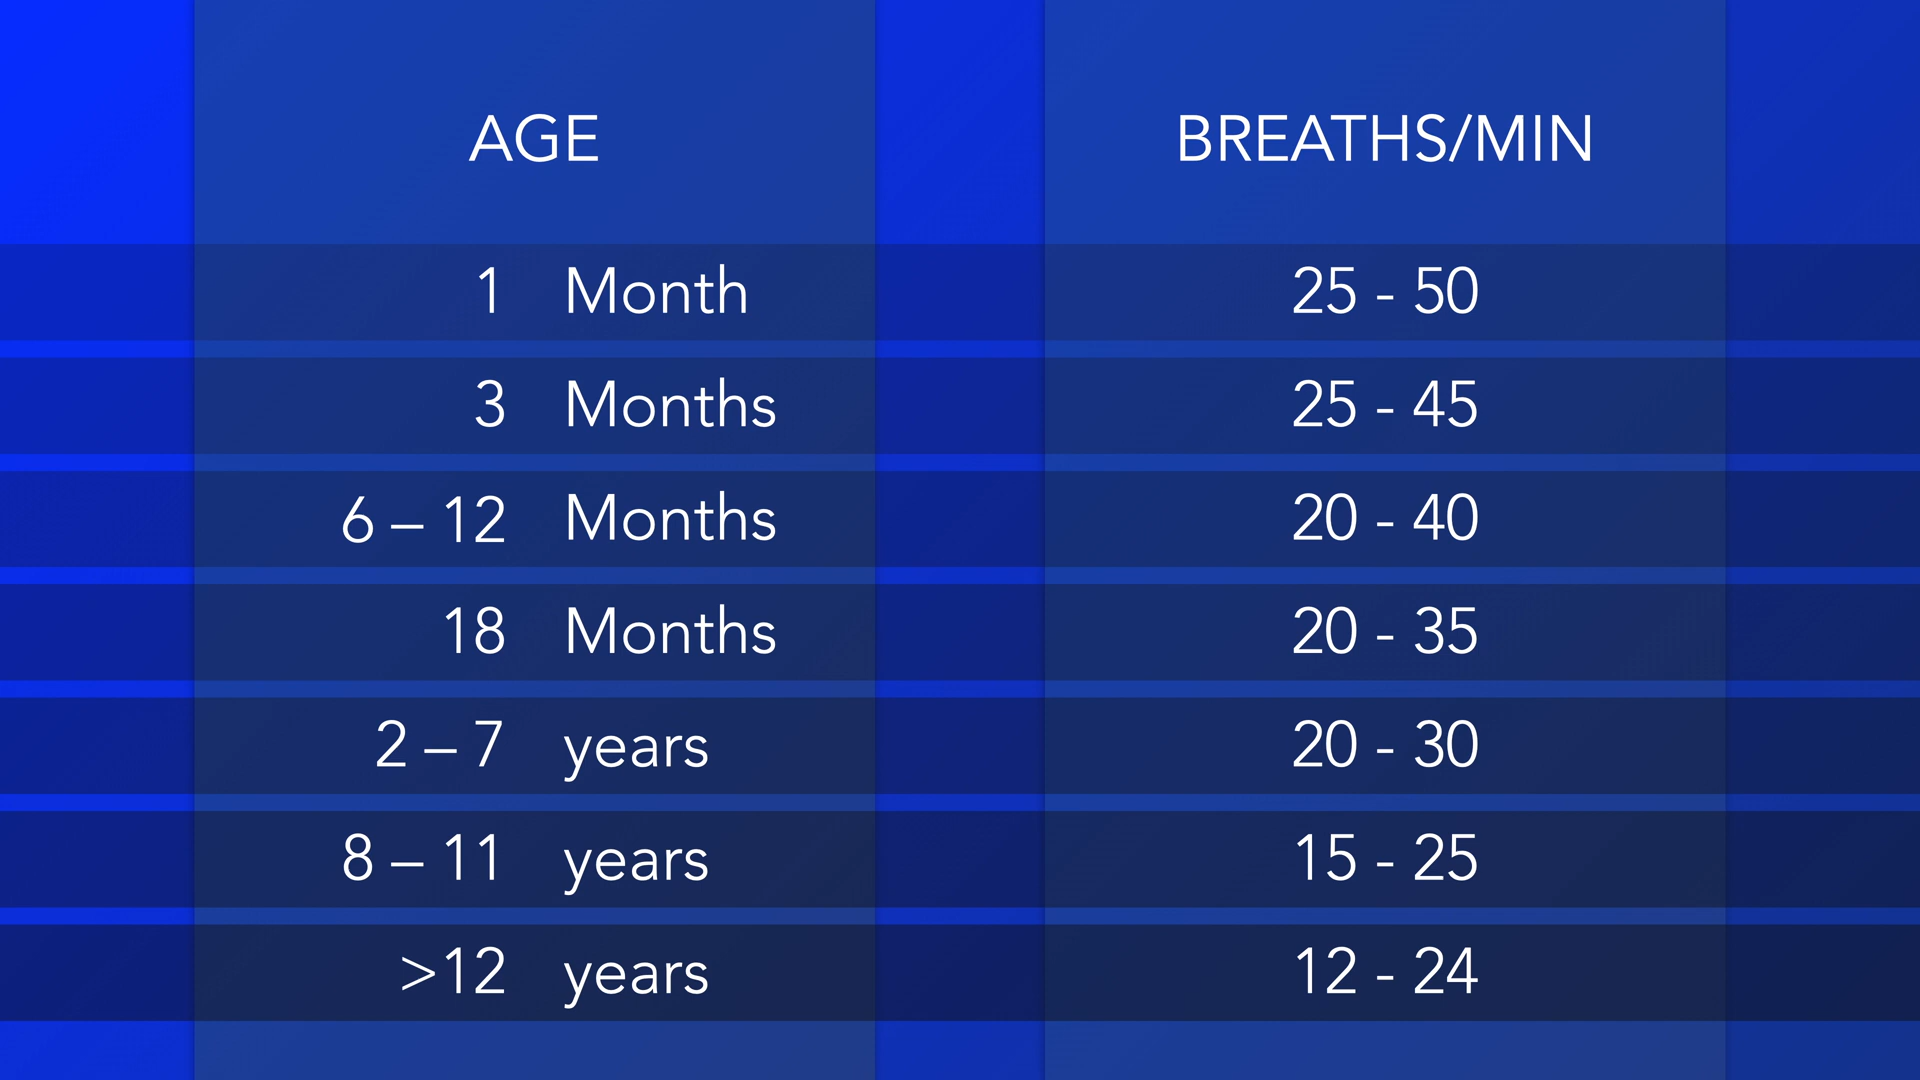 AGE BREATHS/MIN
1 Month 25 - 50
3 Months 25 - 45
6 – 12 Months 20 - 40
18 Months 20 - 35
2 – 7 years 20 - 30
8 – 11 years 15 - 25
>12 years 12 - 24